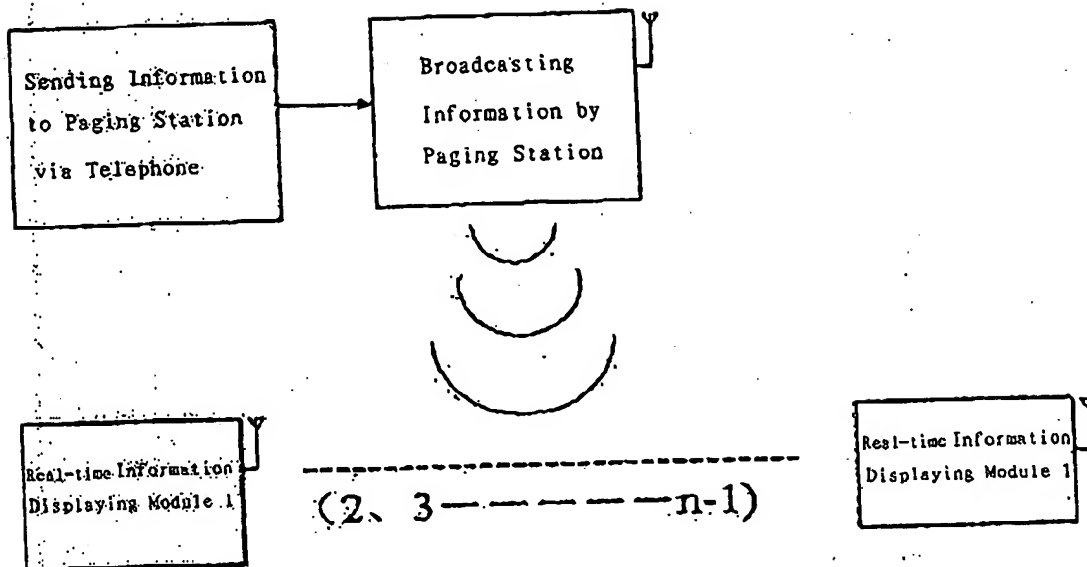 Sending Information
to Paging Station
via Telephone
Broadcasting
Information by
Paging Station
Real-time Information
Displaying Module 1
(2、3—————n-1)
Real-time Information
Displaying Module 1